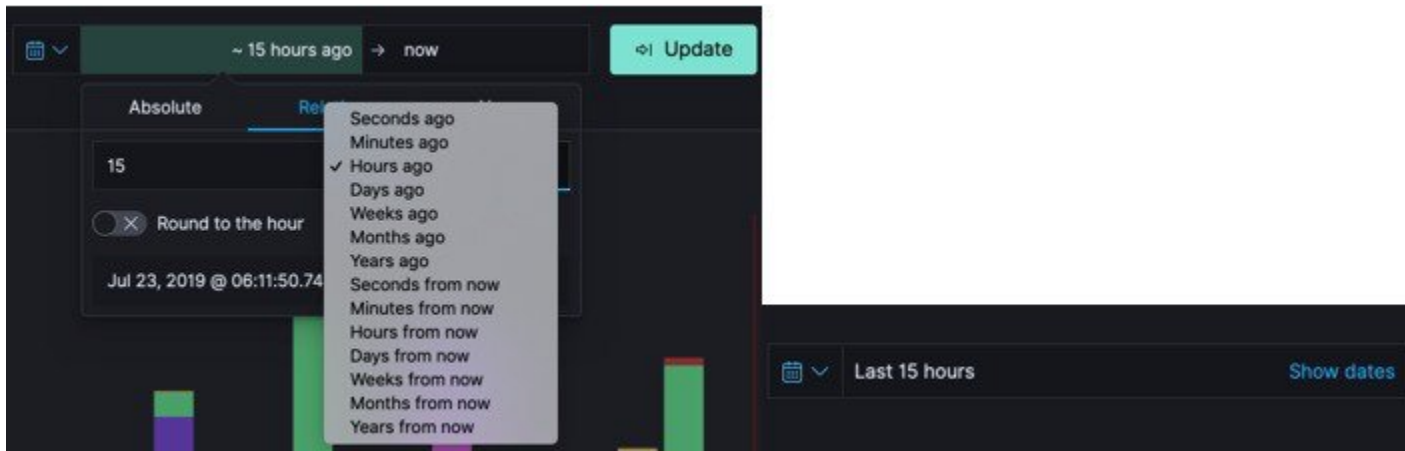 ~ 15 hours ago → now
Update
Absolute
Seconds ago
Minutes ago
15
✓ Hours ago
Days ago
Weeks ago
Round to the hour
Months ago
Years ago
Jul 23, 2019 @ 06:11:50.74
Seconds from now
Minutes from now
Hours from now
Days from now
Weeks from now
Months from now
Years from now
Last 15 hours
Show dates